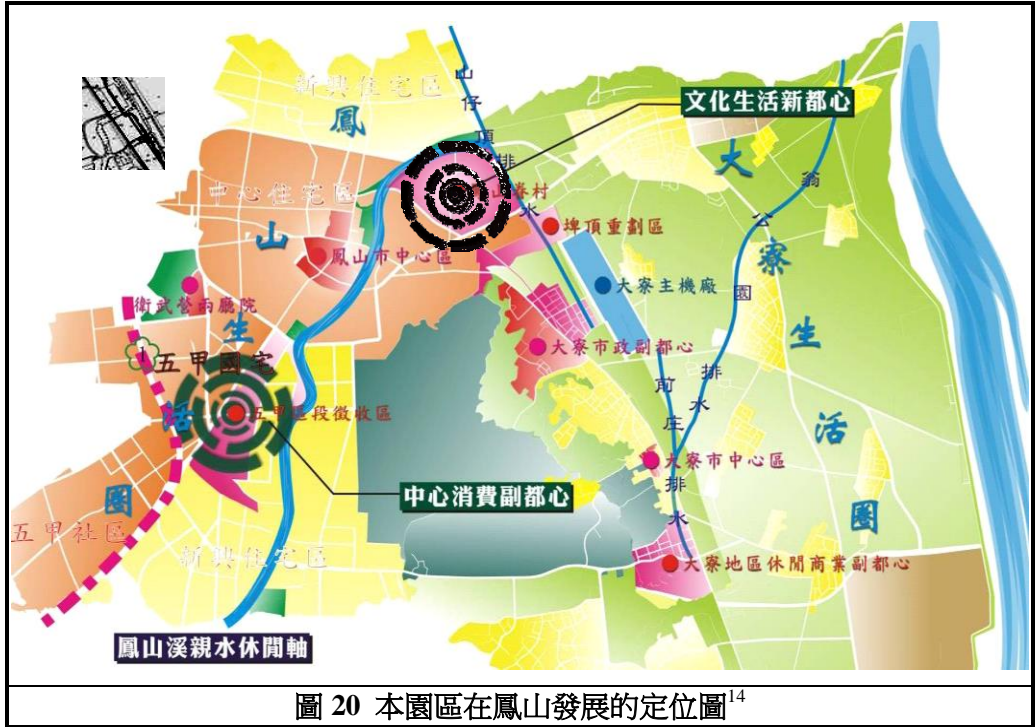 新興住宅區
鳳山生活圈
山仔頂排水
文化生活新都心
大寮生活圈
翁公園排水
中心住宅區
山眷村
埤頂重劃區
鳳山市中心區
大寮主機廠
衛武營兩廳院
1
五甲國宅
大寮市政副都心
五甲區段徵收區
前庄排水
大寮市中心區
中心消費副都心
五甲社區
新興住宅區
大寮地區休閒商業副都心
鳳山溪親水休閒軸
圖 20 本園區在鳳山發展的定位圖14